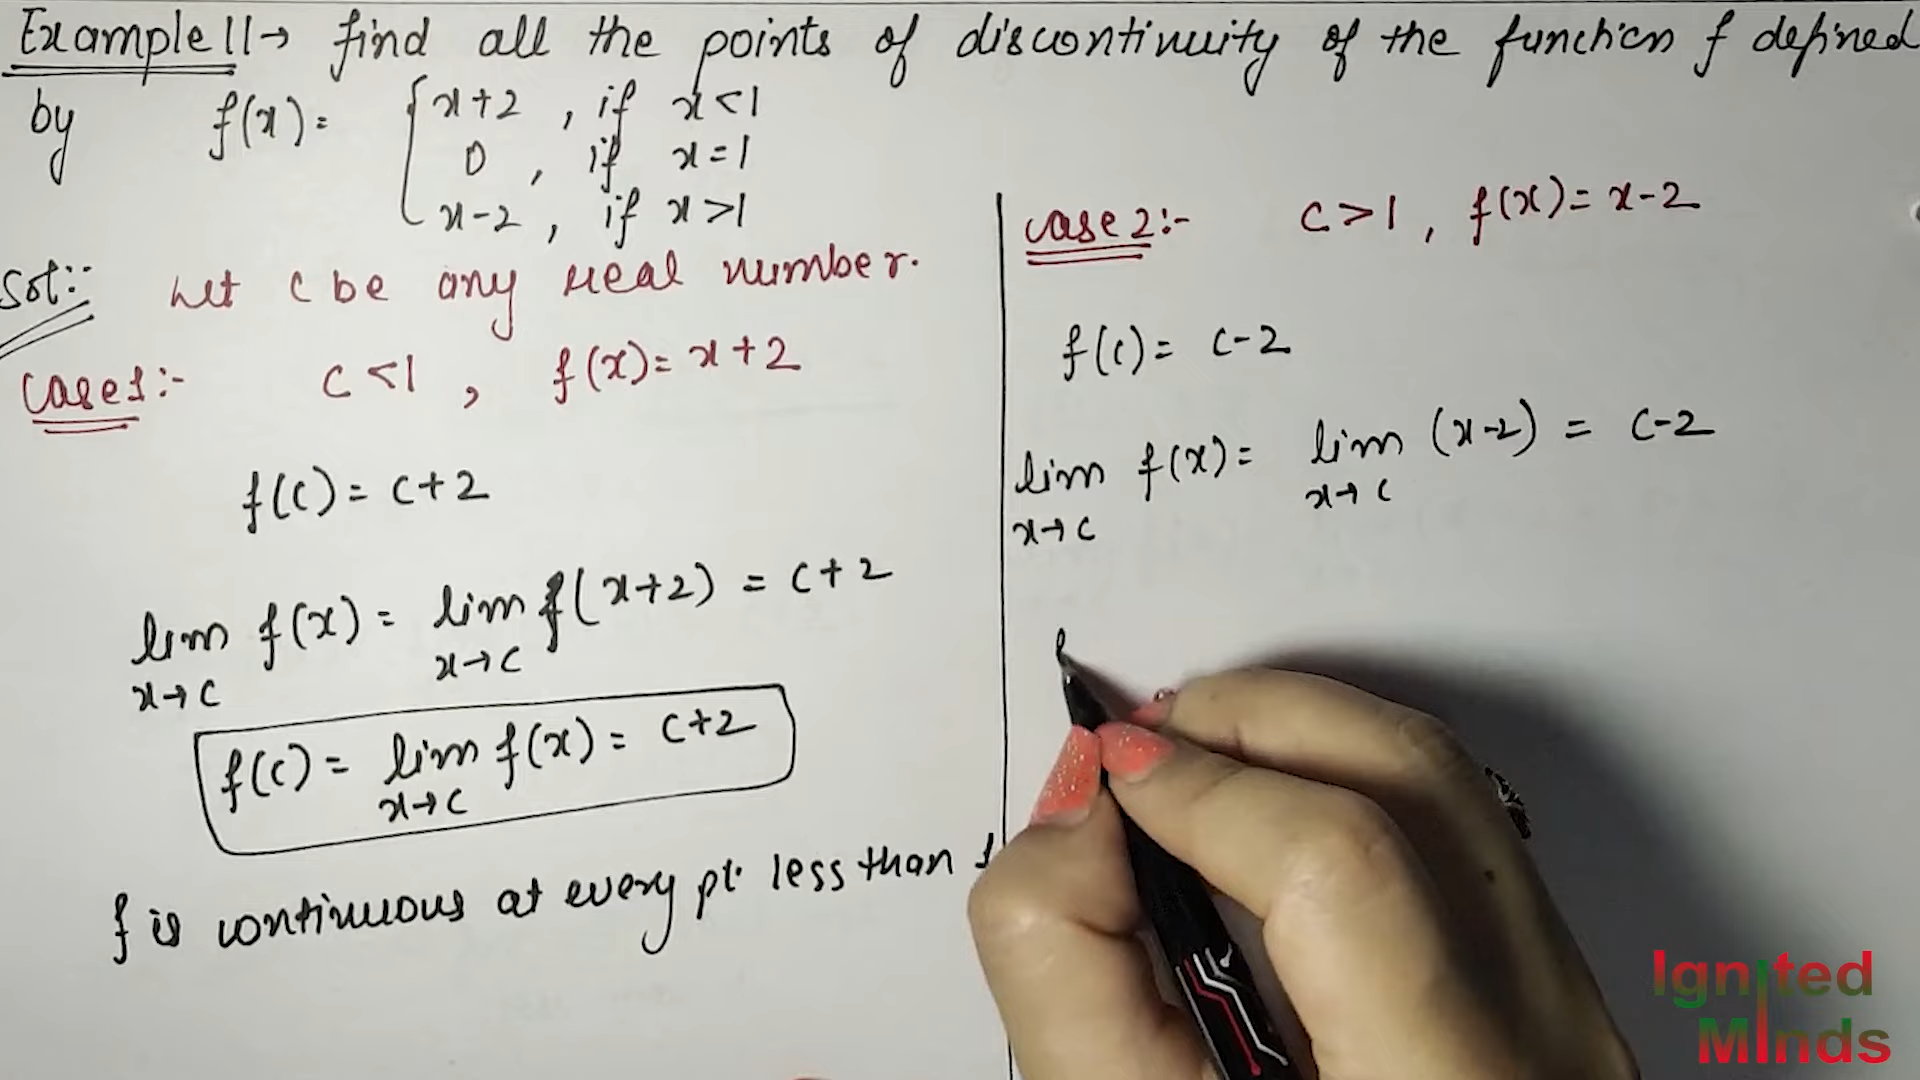 Example 11→ find all the points of discontinuity of the function f defined
by f(x)= { x+2 , if x<1
0 , if x=1
x-2 , if x>1
Sol:- Let c be any real number.
Case 1:- c<1 , f(x)= x+2
f(c)= c+2
lim x→c f(x)= lim x→c f(x+2) = c+2
f(c)= lim x→c f(x)= c+2
f is continuous at every pt. less than 1
Case 2:- c>1 , f(x)= x-2
f(c)= c-2
lim x→c f(x)= lim x→c (x-2) = c-2
Ignited
Minds